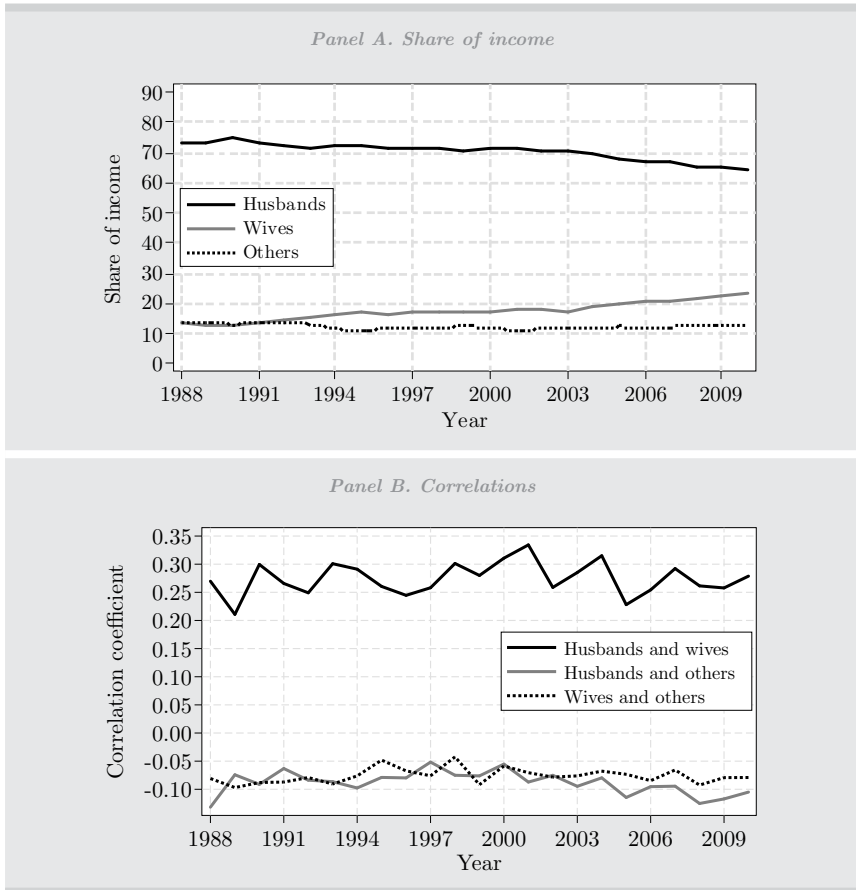 Panel A. Share of income
90
80
70
60
50
40
30
20
10
0
Share of income
Husbands
Wives
Others
1988 1991 1994 1997 2000 2003 2006 2009
Year
Panel B. Correlations
0.35
0.30
0.25
0.20
0.15
0.10
0.05
0.00
-0.05
-0.10
Correlation coefficient
Husbands and wives
Husbands and others
Wives and others
1988 1991 1994 1997 2000 2003 2006 2009
Year